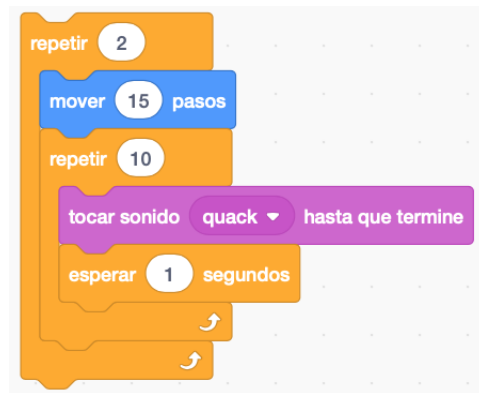 repetir 2
mover 15 pasos
repetir 10
tocar sonido quack hasta que termine
esperar 1 segundos